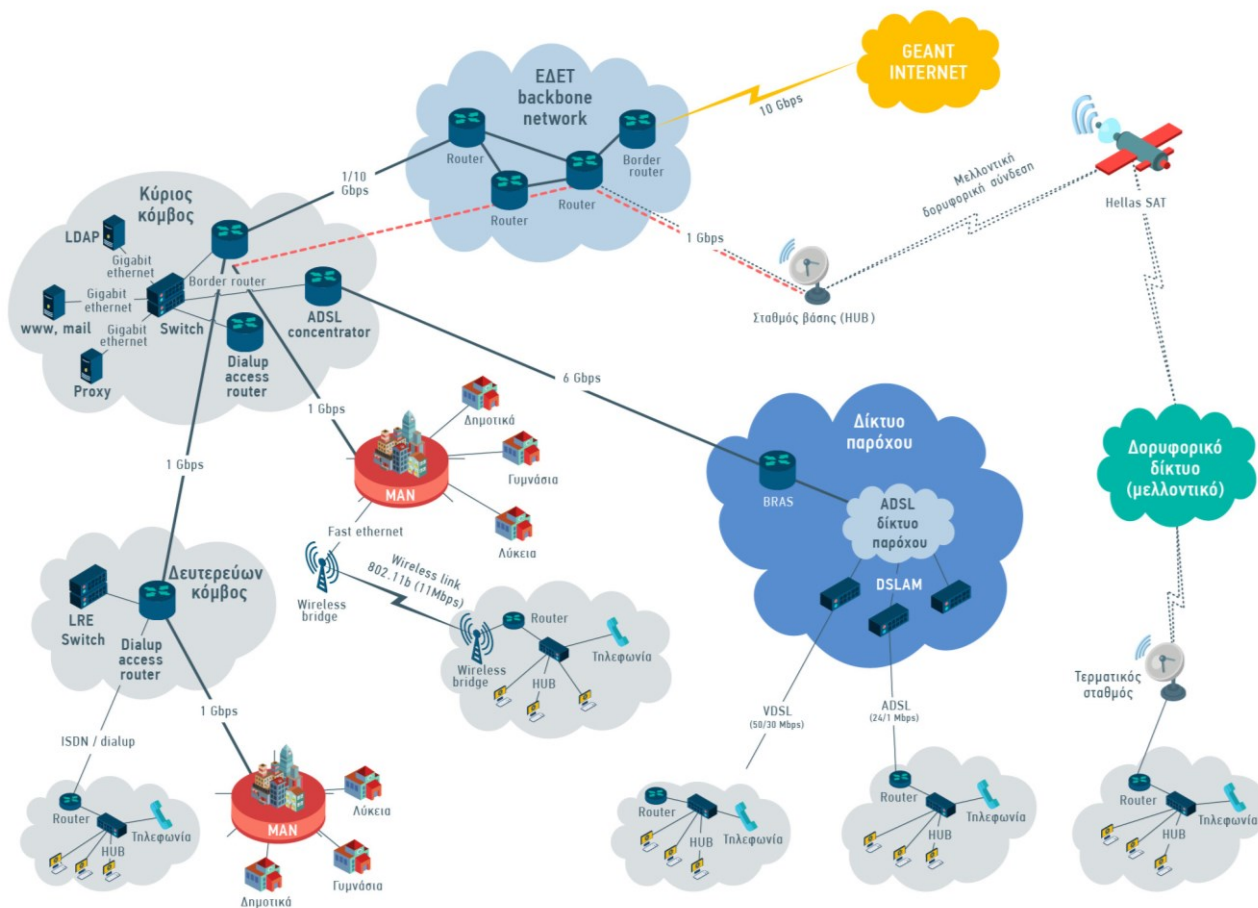 GEANT
INTERNET
ΕΔΕΤ
backbone
network
10 Gbps
Router
Border
router
Router
Router
1/10
Gbps
Μελλοντική
δορυφορική σύνδεση
Hellas SAT
1 Gbps
Σταθμός βάσης (HUB)
Κύριος
κόμβος
LDAP
Gigabit
ethernet
Border router
Gigabit
ethernet
www, mail
Gigabit
ethernet
Switch
ADSL
concentrator
Proxy
Dialup
access
router
6 Gbps
1 Gbps
1 Gbps
Δημοτικά
Γυμνάσια
Λύκεια
MAN
Fast ethernet
Wireless link
802.11b (11Mbps)
Wireless
bridge
Router
Wireless
bridge
HUB
Τηλεφωνία
Δίκτυο
παρόχου
BRAS
ADSL
δίκτυο
παρόχου
DSLAM
Δορυφορικό
δίκτυο
(μελλοντικό)
Δευτερεύων
κόμβος
LRE
Switch
Dialup
access
router
1 Gbps
ISDN / dialup
VDSL
(50/30 Mbps)
ADSL
(24/1 Mbps)
Τερματικός
σταθμός
Router
HUB
Τηλεφωνία
MAN
Λύκεια
Γυμνάσια
Δημοτικά
Router
HUB
Τηλεφωνία
Router
HUB
Τηλεφωνία
Router
HUB
Τηλεφωνία